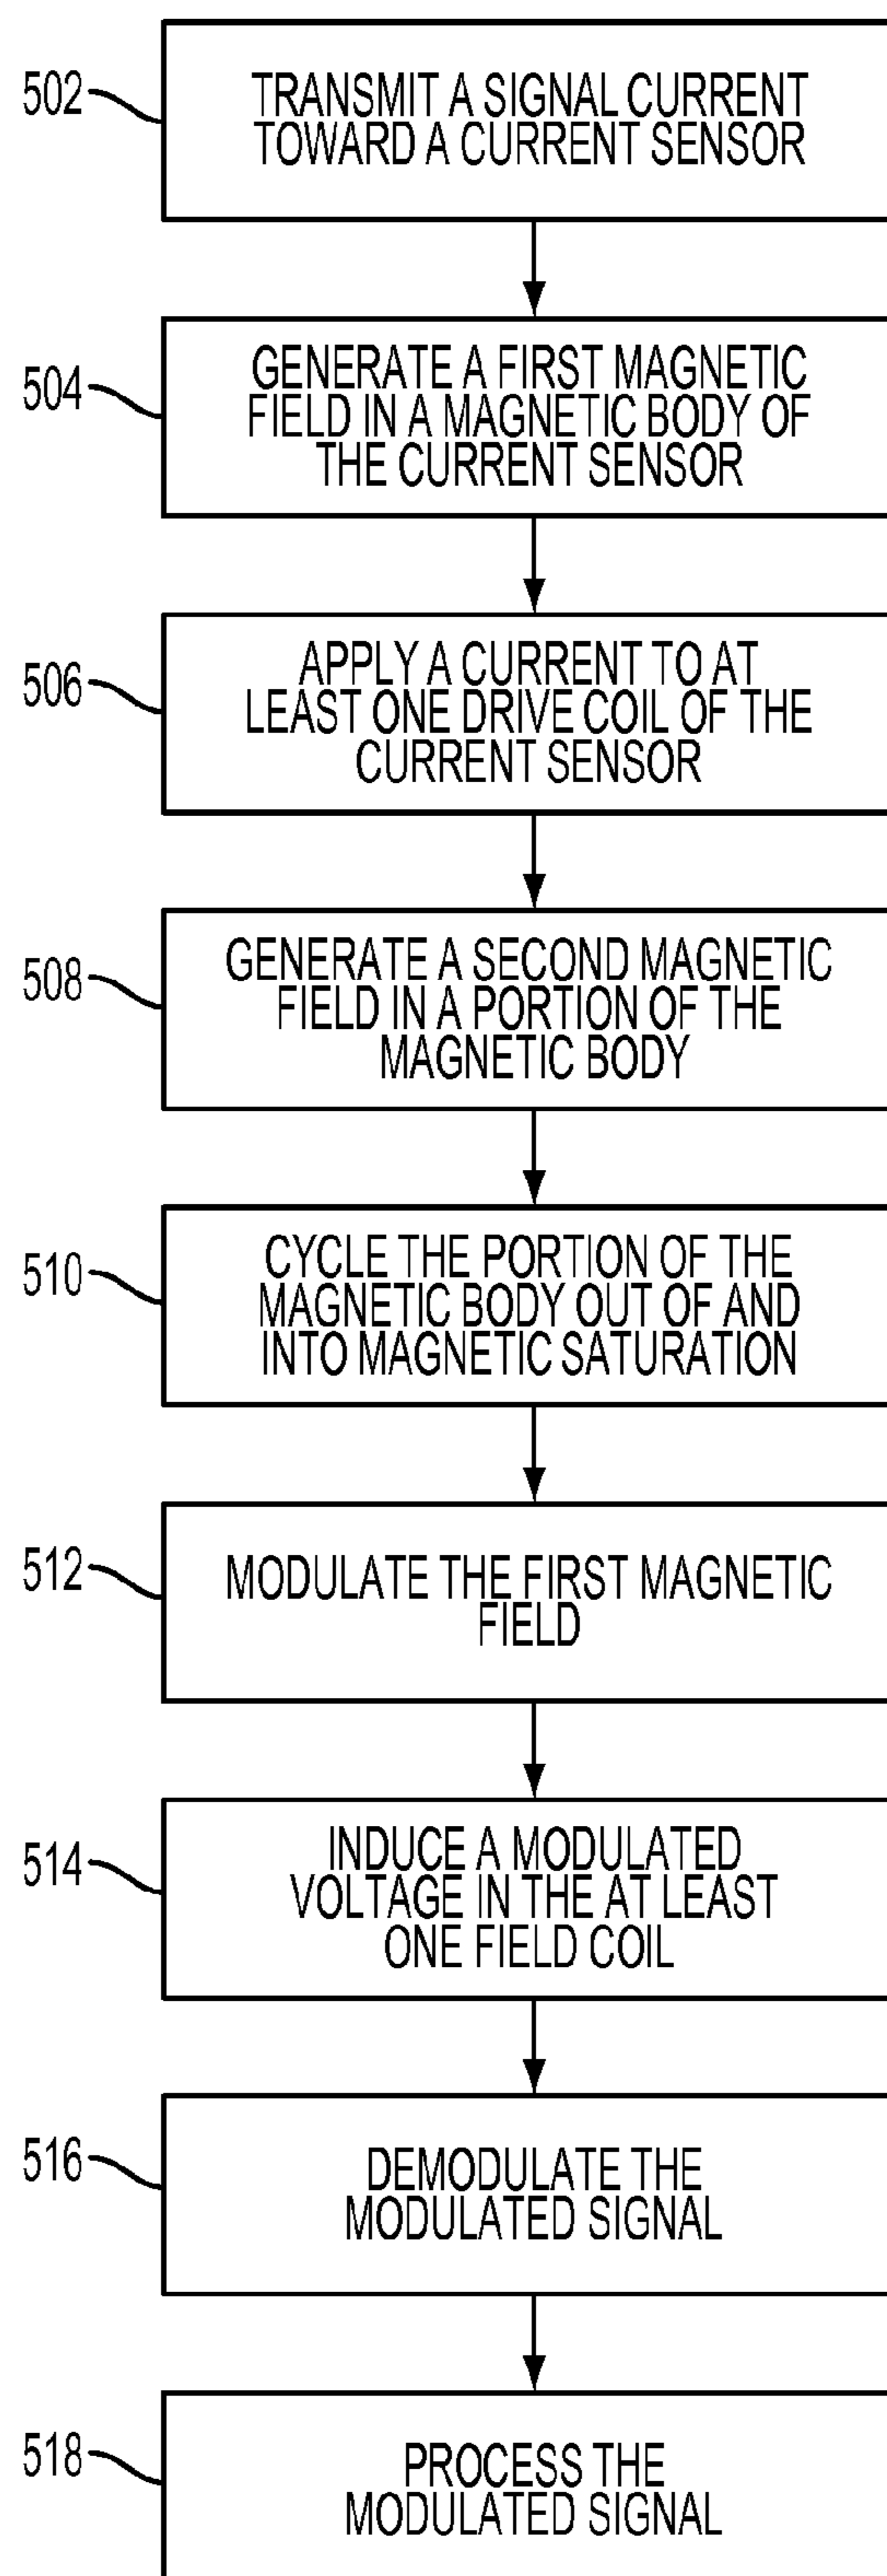 502
TRANSMIT A SIGNAL CURRENT
TOWARD A CURRENT SENSOR
504
GENERATE A FIRST MAGNETIC
FIELD IN A MAGNETIC BODY OF
THE CURRENT SENSOR
506
APPLY A CURRENT TO AT
LEAST ONE DRIVE COIL OF THE
CURRENT SENSOR
508
GENERATE A SECOND MAGNETIC
FIELD IN A PORTION OF THE
MAGNETIC BODY
510
CYCLE THE PORTION OF THE
MAGNETIC BODY OUT OF AND
INTO MAGNETIC SATURATION
512
MODULATE THE FIRST MAGNETIC
FIELD
514
INDUCE A MODULATED
VOLTAGE IN THE AT LEAST
ONE FIELD COIL
516
DEMODULATE THE
MODULATED SIGNAL
518
PROCESS THE
MODULATED SIGNAL